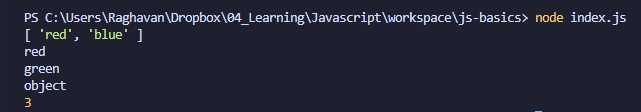 PS C:\Users\Raghavan\Dropbox\04_Learning\Javascript\workspace\js-basics> node index.js
[ 'red', 'blue' ]
red
green
object
3